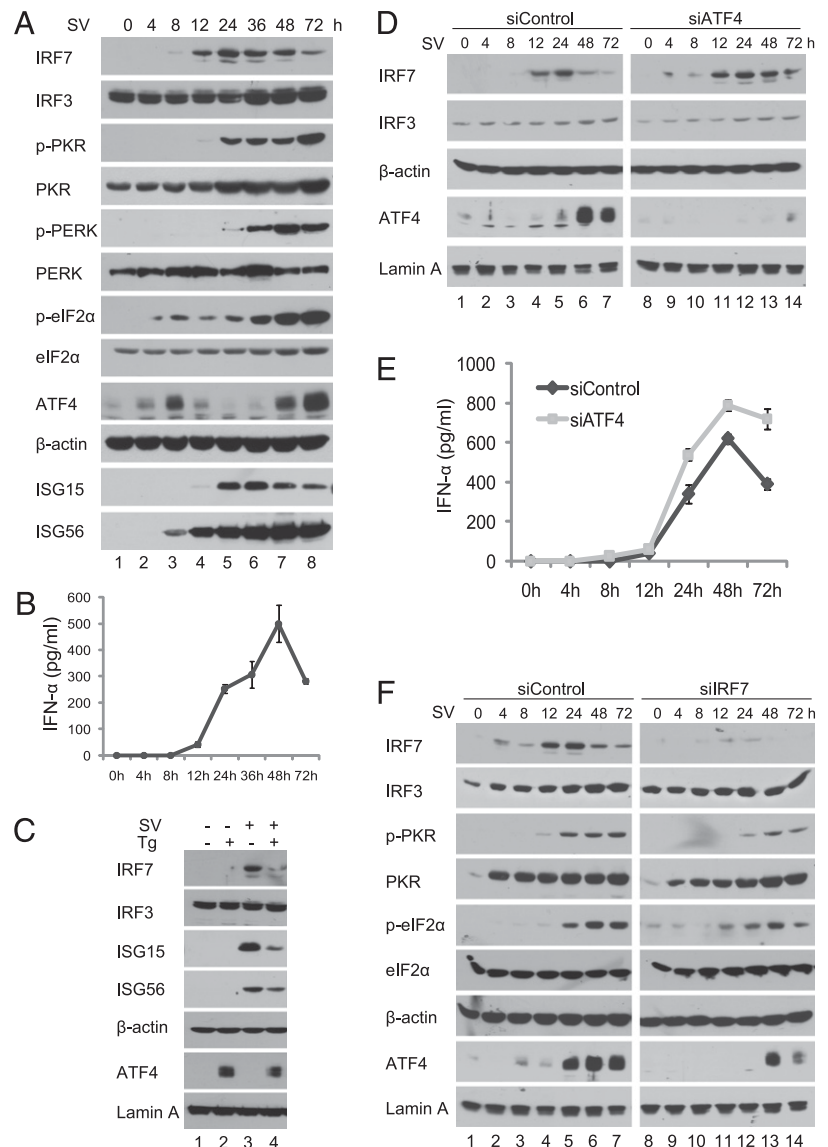 A
SV 0 4 8 12 24 36 48 72 h
IRF7
IRF3
p-PKR
PKR
p-PERK
PERK
p-eIF2α
eIF2α
ATF4
β-actin
ISG15
ISG56
1 2 3 4 5 6 7 8
B
IFN-α (pg/ml)
600
500
400
300
200
100
0
0h 4h 8h 12h 24h 36h 48h 72h
C
SV - - + +
Tg - + - +
IRF7
IRF3
ISG15
ISG56
β-actin
ATF4
Lamin A
1 2 3 4
D
siControl siATF4
SV 0 4 8 12 24 48 72 0 4 8 12 24 48 72 h
IRF7
IRF3
β-actin
ATF4
Lamin A
1 2 3 4 5 6 7 8 9 10 11 12 13 14
E
IFN-α (pg/ml)
1000
800
600
400
200
0
siControl
siATF4
0h 4h 8h 12h 24h 48h 72h
F
siControl siIRF7
SV 0 4 8 12 24 48 72 0 4 8 12 24 48 72 h
IRF7
IRF3
p-PKR
PKR
p-eIF2α
eIF2α
β-actin
ATF4
Lamin A
1 2 3 4 5 6 7 8 9 10 11 12 13 14